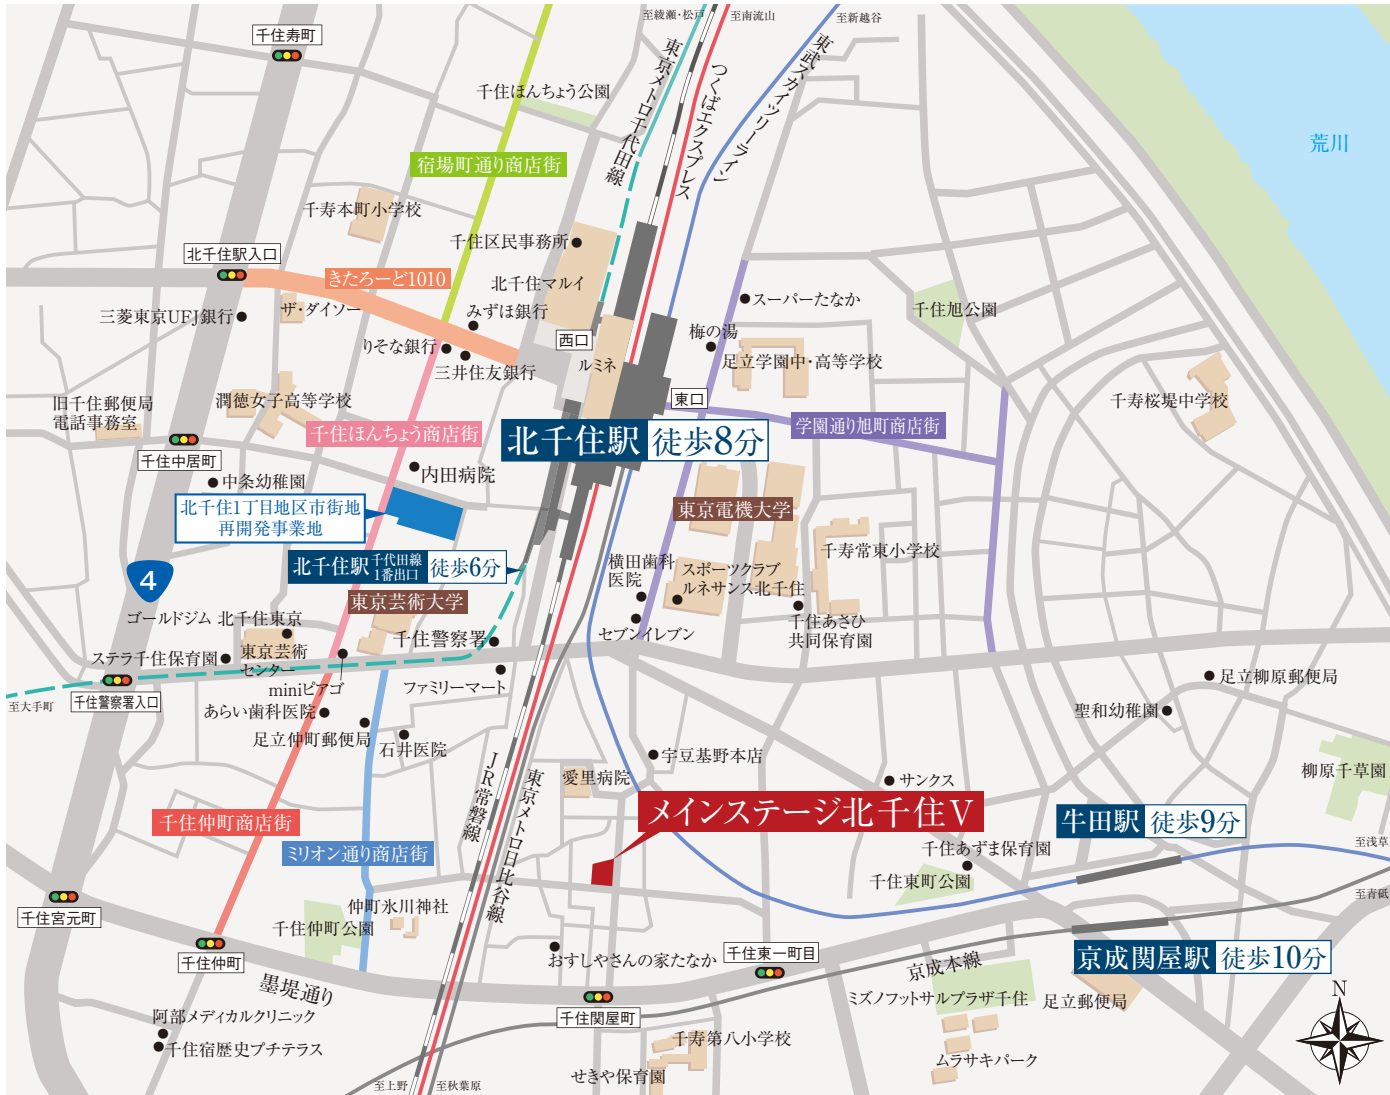 至綾瀬・松戸
至南流山
至新越谷
千住寿町
東京メトロ千代田線
つくばエクスプレス
東武スカイツリーライン
千住ほんちょう公園
荒川
宿場町通り商店街
千寿本町小学校
千住区民事務所
北千住駅入口
きたろーど1010
北千住マルイ
ザ・ダイソー
みずほ銀行
スーパーたなか
千住旭公園
三菱東京UFJ銀行
りそな銀行
三井住友銀行
西口
ルミネ
梅の湯
足立学園中・高等学校
旧千住郵便局
電話事務室
潤徳女子高等学校
東口
千寿桜堤中学校
千住ほんちょう商店街
学園通り旭町商店街
北千住駅 徒歩8分
千住中居町
中条幼稚園
内田病院
北千住1丁目地区市街地
再開発事業地
東京電機大学
千寿常東小学校
北千住駅 千代田線
1番出口 徒歩6分
横田歯科
医院
スポーツクラブ
ルネサンス北千住
4
東京芸術大学
ゴールドジム 北千住東京
千住警察署
セブンイレブン
千住あさひ
共同保育園
ステラ千住保育園
東京芸術
センター
miniピアゴ
ファミリーマート
足立柳原郵便局
至大手町
千住警察署入口
あらい歯科医院
聖和幼稚園
足立仲町郵便局
石井医院
JR常磐線
東京メトロ日比谷線
宇豆基野本店
愛里病院
サンクス
柳原千草園
メインステージ北千住V
千住仲町商店街
牛田駅 徒歩9分
ミリオン通り商店街
千住あずま保育園
至浅草
千住東町公園
至青砥
千住宮元町
仲町氷川神社
千住仲町公園
千住仲町
おすしやさんの家たなか
千住東一町目
京成本線
京成関屋駅 徒歩10分
墨堤通り
ミズノフットサルプラザ千住
足立郵便局
N
阿部メディカルクリニック
千住関屋町
千住宿歴史プチテラス
千寿第八小学校
ムラサキパーク
せきや保育園
至上野
至秋葉原